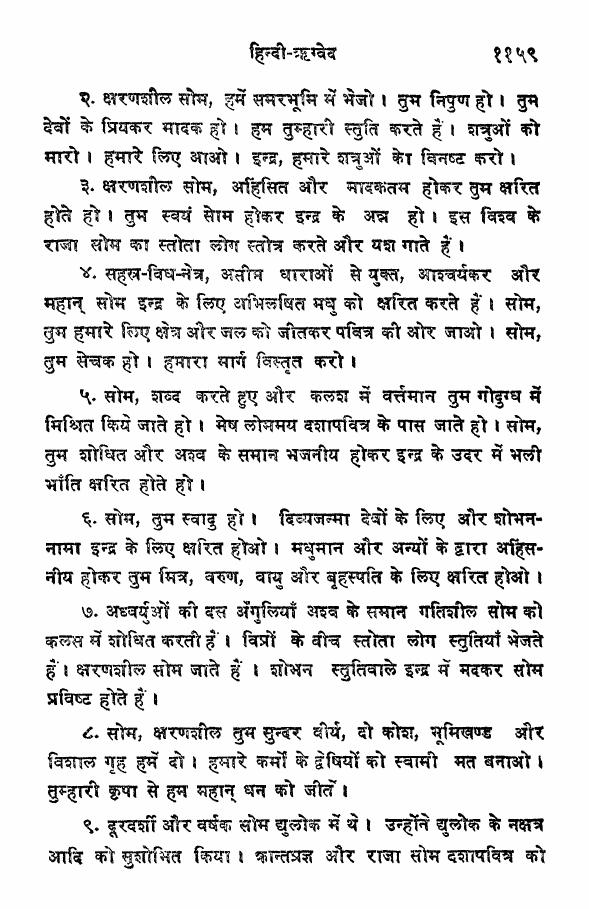 हिन्दी-ऋग्वेद ११५९
२. क्षरणशील सोम, हमें समरभूमि में भेजो। तुम निपुण हो। तुम
देवों के प्रियकर मादक हो। हम तुम्हारी स्तुति करते हैं। शत्रुओं को
मारो। हमारे लिए आओ। इन्द्र, हमारे शत्रुओं को विनष्ट करो।
३. क्षरणशील सोम, अहिंसित और मादकतम होकर तुम क्षरित
होते हो। तुम स्वयं सोम होकर इन्द्र के अन्न हो। इस विश्व के
राजा सोम का स्तोता लोग स्तोत्र करते और यश गाते हैं।
४. सहस्र-विध-नेत्र, असीम धाराओं से युक्त, आश्चर्यकर और
महान् सोम इन्द्र के लिए अभिलषित मधु को क्षरित करते हैं। सोम,
तुम हमारे लिए क्षेत्र और जल को जीतकर पवित्र की ओर जाओ। सोम,
तुम सेचक हो। हमारा मार्ग विस्तृत करो।
५. सोम, शब्द करते हुए और कलश में वर्त्तमान तुम गोदुग्ध में
मिश्रित किये जाते हो। मेष लोममय दशापवित्र के पास जाते हो। सोम,
तुम शोधित और अश्व के समान भजनीय होकर इन्द्र के उदर में भली
भाँति क्षरित होते हो।
६. सोम, तुम स्वादु हो। दिव्यजन्मा देवों के लिए और शोभन-
नामा इन्द्र के लिए क्षरित होओ। मधुमान और अन्यों के द्वारा अहिंस-
नीय होकर तुम मित्र, वरुण, वायु और बृहस्पति के लिए क्षरित होओ।
७. अध्वर्युओं की दस अँगुलियाँ अश्व के समान गतिशील सोम को
कलस में शोधित करती हैं। विप्रों के बीच स्तोता लोग स्तुतियाँ भेजते
हैं। क्षरणशील सोम जाते हैं। शोभन स्तुतिवाले इन्द्र में मदकर सोम
प्रविष्ट होते हैं।
८. सोम, क्षरणशील तुम सुन्दर वीर्य, दो कोश, भूमिखण्ड और
विशाल गृह हमें दो। हमारे कर्मों के द्वेषियों को स्वामी मत बनाओ।
तुम्हारी कृपा से हम महान् धन को जीतें।
९. दूरदर्शी और वर्षक सोम द्युलोक में थे। उन्होंने द्युलोक के नक्षत्र
आदि को सुशोभित किया। क्रान्तप्रज्ञ और राजा सोम दशापवित्र को